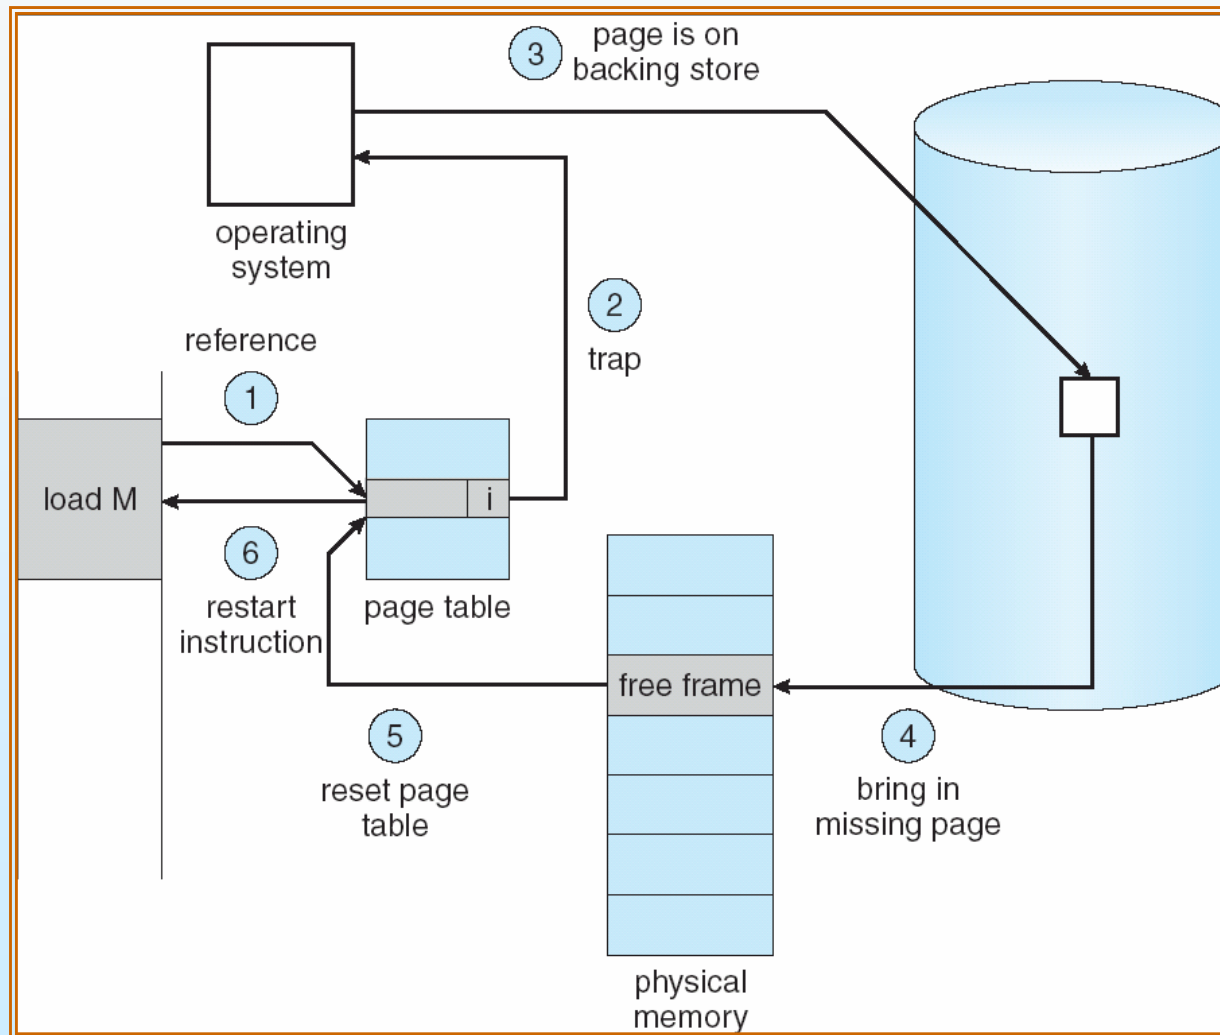 3
page is on
backing store
operating
system
2
trap
reference
1
load M
i
6
restart
instruction
page table
free frame
5
reset page
table
4
bring in
missing page
physical
memory